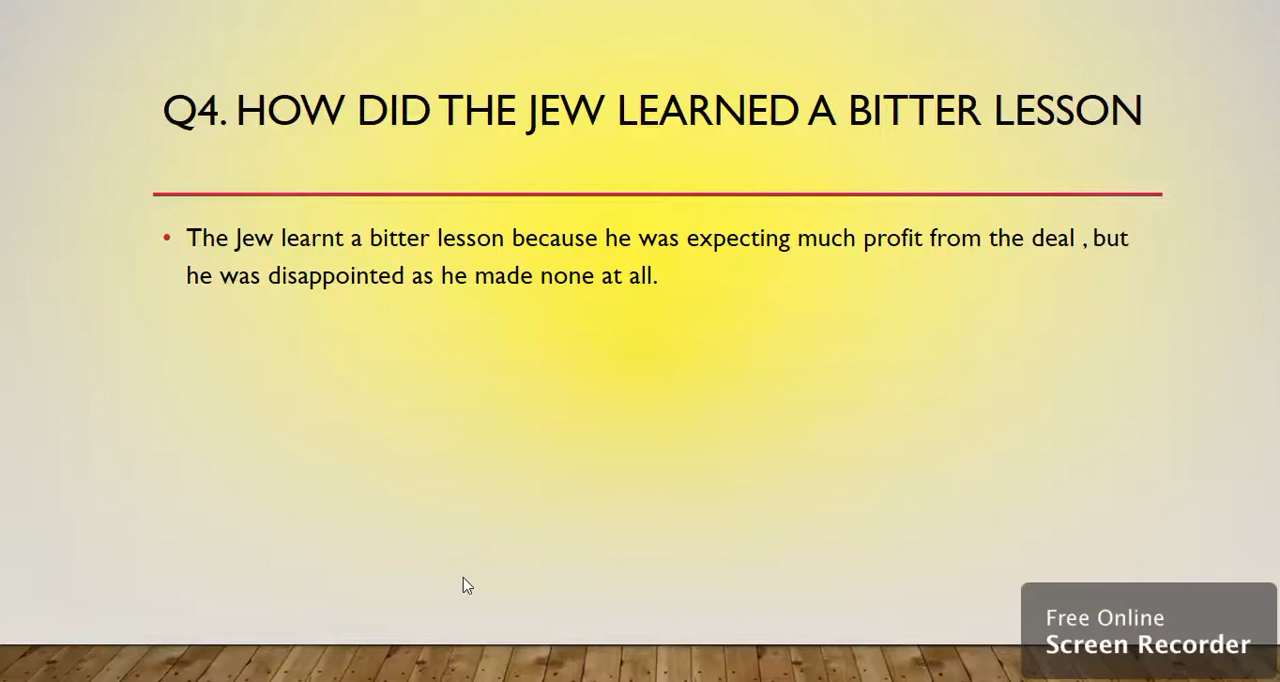 Q4. HOW DID THE JEW LEARNED A BITTER LESSON
• The Jew learnt a bitter lesson because he was expecting much profit from the deal , but
he was disappointed as he made none at all.
Free Online
Screen Recorder